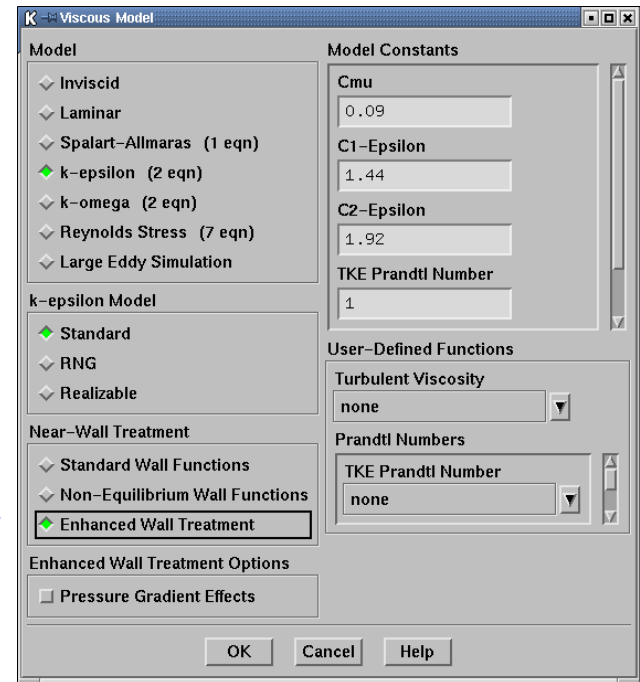 Viscous Model
Model
Inviscid
Laminar
Spalart-Allmaras (1 eqn)
k-epsilon (2 eqn)
k-omega (2 eqn)
Reynolds Stress (7 eqn)
Large Eddy Simulation
k-epsilon Model
Standard
RNG
Realizable
Near-Wall Treatment
Standard Wall Functions
Non-Equilibrium Wall Functions
Enhanced Wall Treatment
Enhanced Wall Treatment Options
Pressure Gradient Effects
Model Constants
Cmu
0.09
C1-Epsilon
1.44
C2-Epsilon
1.92
TKE Prandtl Number
1
User-Defined Functions
Turbulent Viscosity
none
Prandtl Numbers
TKE Prandtl Number
none
OK
Cancel
Help